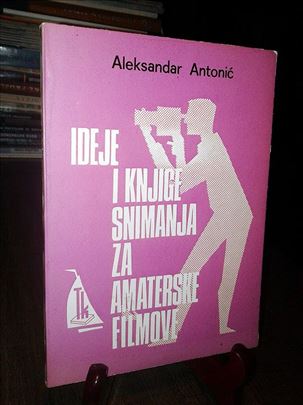 Aleksandar Antonić
IDEJE
I KNJIGE
SNIMANJA
ZA
AMATERSKE
FILMOVE